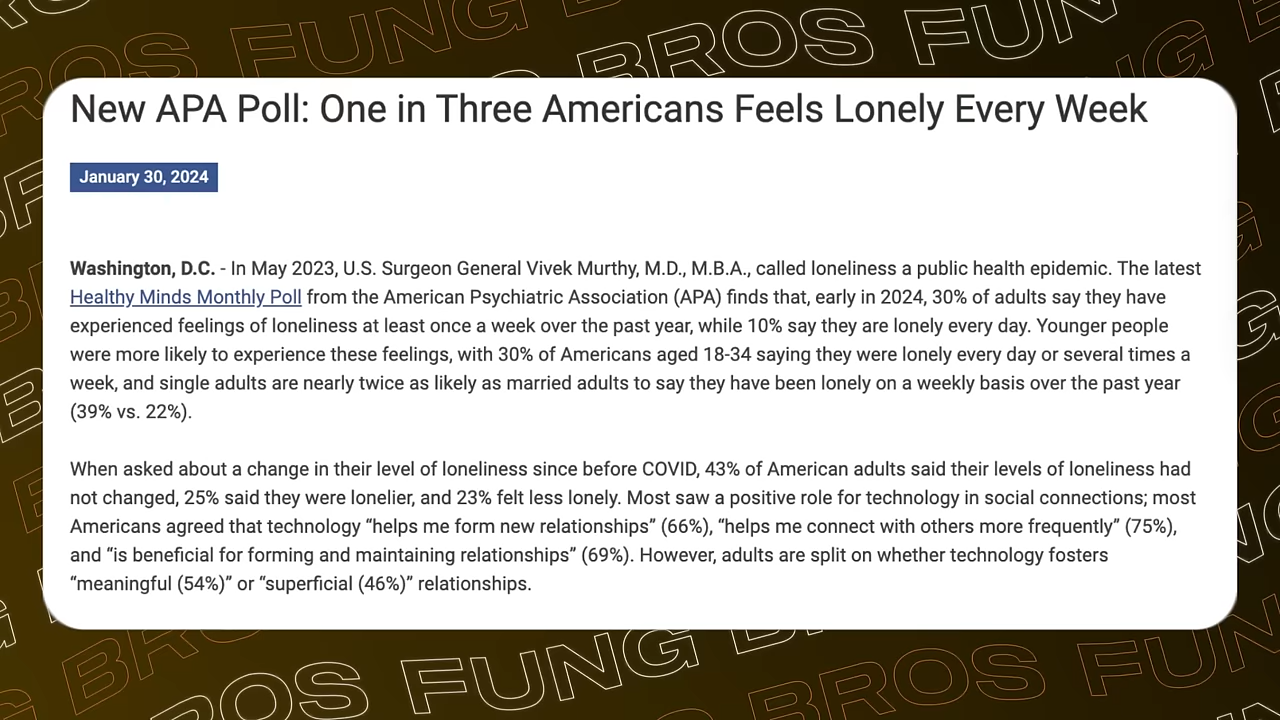 BROS FUNG BROS FUNG
New APA Poll: One in Three Americans Feels Lonely Every Week
January 30, 2024
Washington, D.C. - In May 2023, U.S. Surgeon General Vivek Murthy, M.D., M.B.A., called loneliness a public health epidemic. The latest
Healthy Minds Monthly Poll from the American Psychiatric Association (APA) finds that, early in 2024, 30% of adults say they have
experienced feelings of loneliness at least once a week over the past year, while 10% say they are lonely every day. Younger people
were more likely to experience these feelings, with 30% of Americans aged 18-34 saying they were lonely every day or several times a
week, and single adults are nearly twice as likely as married adults to say they have been lonely on a weekly basis over the past year
(39% vs. 22%).
When asked about a change in their level of loneliness since before COVID, 43% of American adults said their levels of loneliness had
not changed, 25% said they were lonelier, and 23% felt less lonely. Most saw a positive role for technology in social connections; most
Americans agreed that technology “helps me form new relationships” (66%), “helps me connect with others more frequently” (75%),
and “is beneficial for forming and maintaining relationships” (69%). However, adults are split on whether technology fosters
“meaningful (54%)” or “superficial (46%)” relationships.
BROS FUNG BROS FUNG